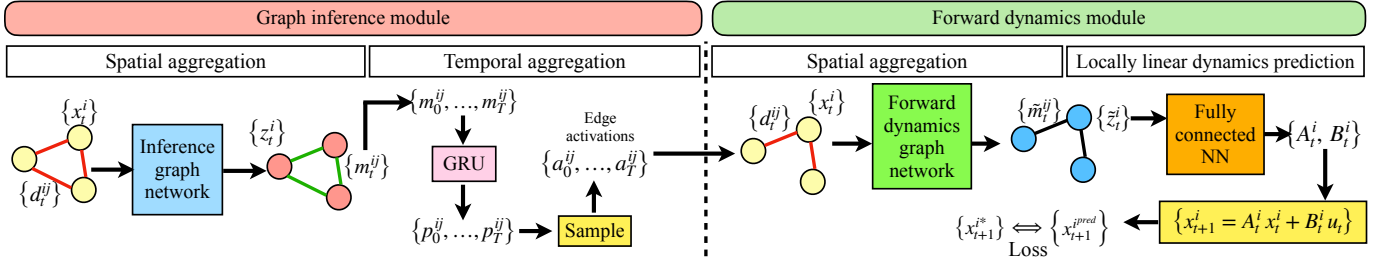 Graph inference module
Forward dynamics module
Spatial aggregation
Temporal aggregation
Spatial aggregation
Locally linear dynamics prediction
{x_t^i}
{d_t^{ij}}
Inference
graph
network
{z_t^i}
{m_t^{ij}}
{m_0^{ij}, …, m_T^{ij}}
GRU
{p_0^{ij}, …, p_T^{ij}}
Sample
Edge
activations
{a_0^{ij}, …, a_T^{ij}}
{d_t^{ij}}
{x_t^i}
Forward
dynamics
graph
network
{m̃_t^{ij}}
{z̃_t^i}
Fully
connected
NN
{A_t^i, B_t^i}
{x_{t+1}^i = A_t^i x_t^i + B_t^i u_t}
{x_{t+1}^{i*}} ⟺ {x_{t+1}^{i^{pred}}}
Loss